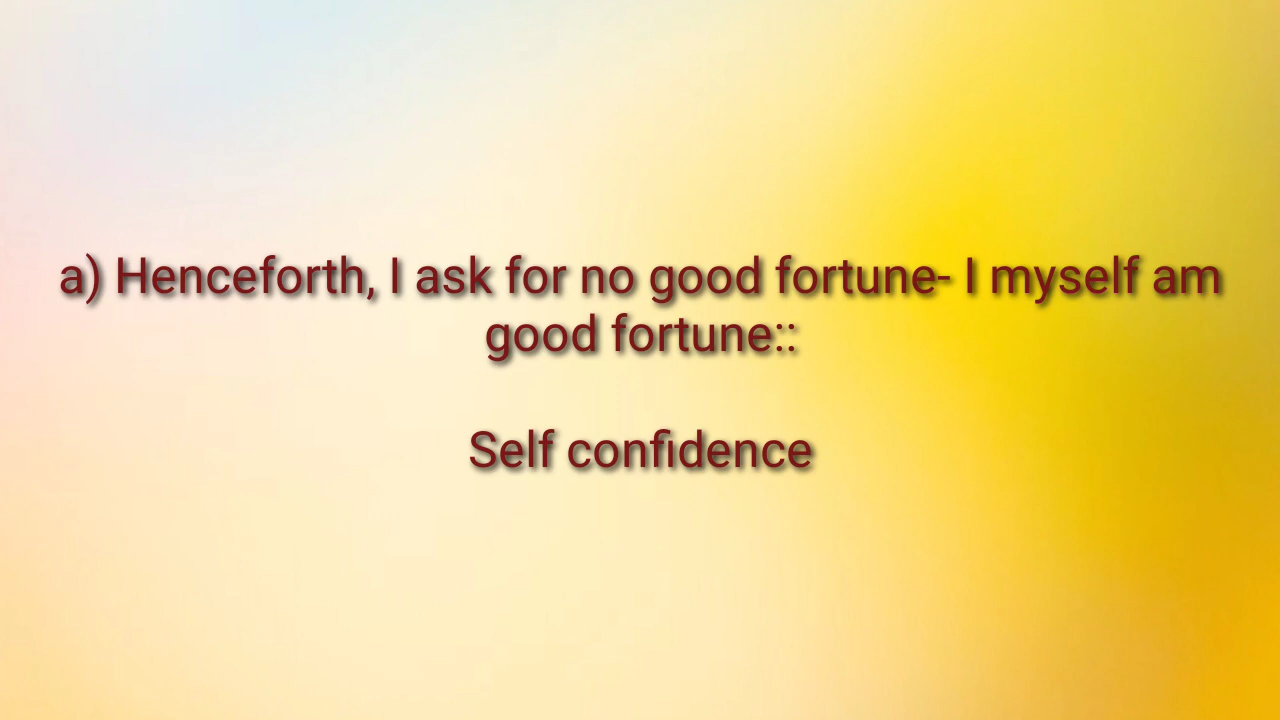 a) Henceforth, I ask for no good fortune- I myself am
good fortune::
Self confidence